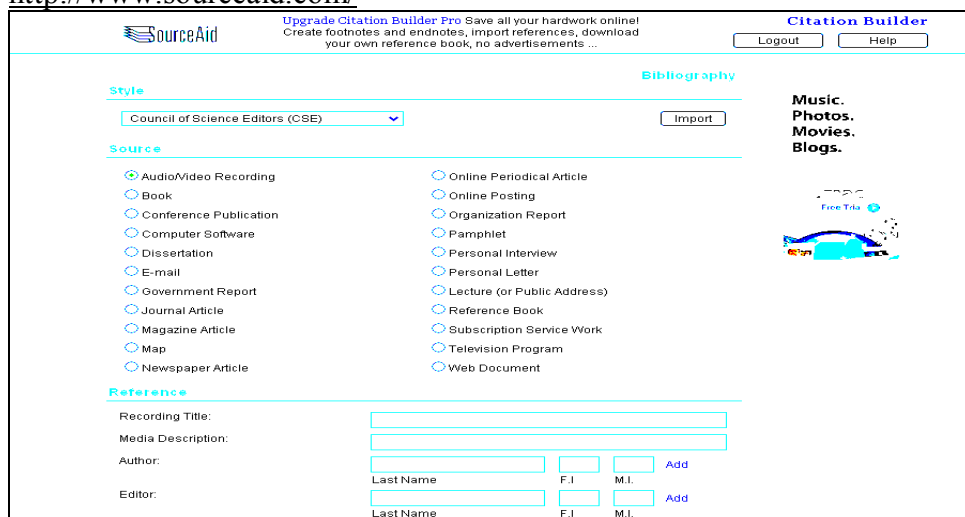 http://www.sourceaid.com/
SourceAid
Upgrade Citation Builder Pro Save all your hardwork online!
Create footnotes and endnotes, import references, download
your own reference book, no advertisements ...
Citation Builder
Logout Help
Bibliography
Style
Council of Science Editors (CSE)
Import
Source
Audio/Video Recording
Book
Conference Publication
Computer Software
Dissertation
E-mail
Government Report
Journal Article
Magazine Article
Map
Newspaper Article
Online Periodical Article
Online Posting
Organization Report
Pamphlet
Personal Interview
Personal Letter
Lecture (or Public Address)
Reference Book
Subscription Service Work
Television Program
Web Document
Reference
Recording Title:
Media Description:
Author:
Add
Last Name F.I M.I.
Editor:
Add
Last Name F.I M.I.
Music.
Photos.
Movies.
Blogs.
Free